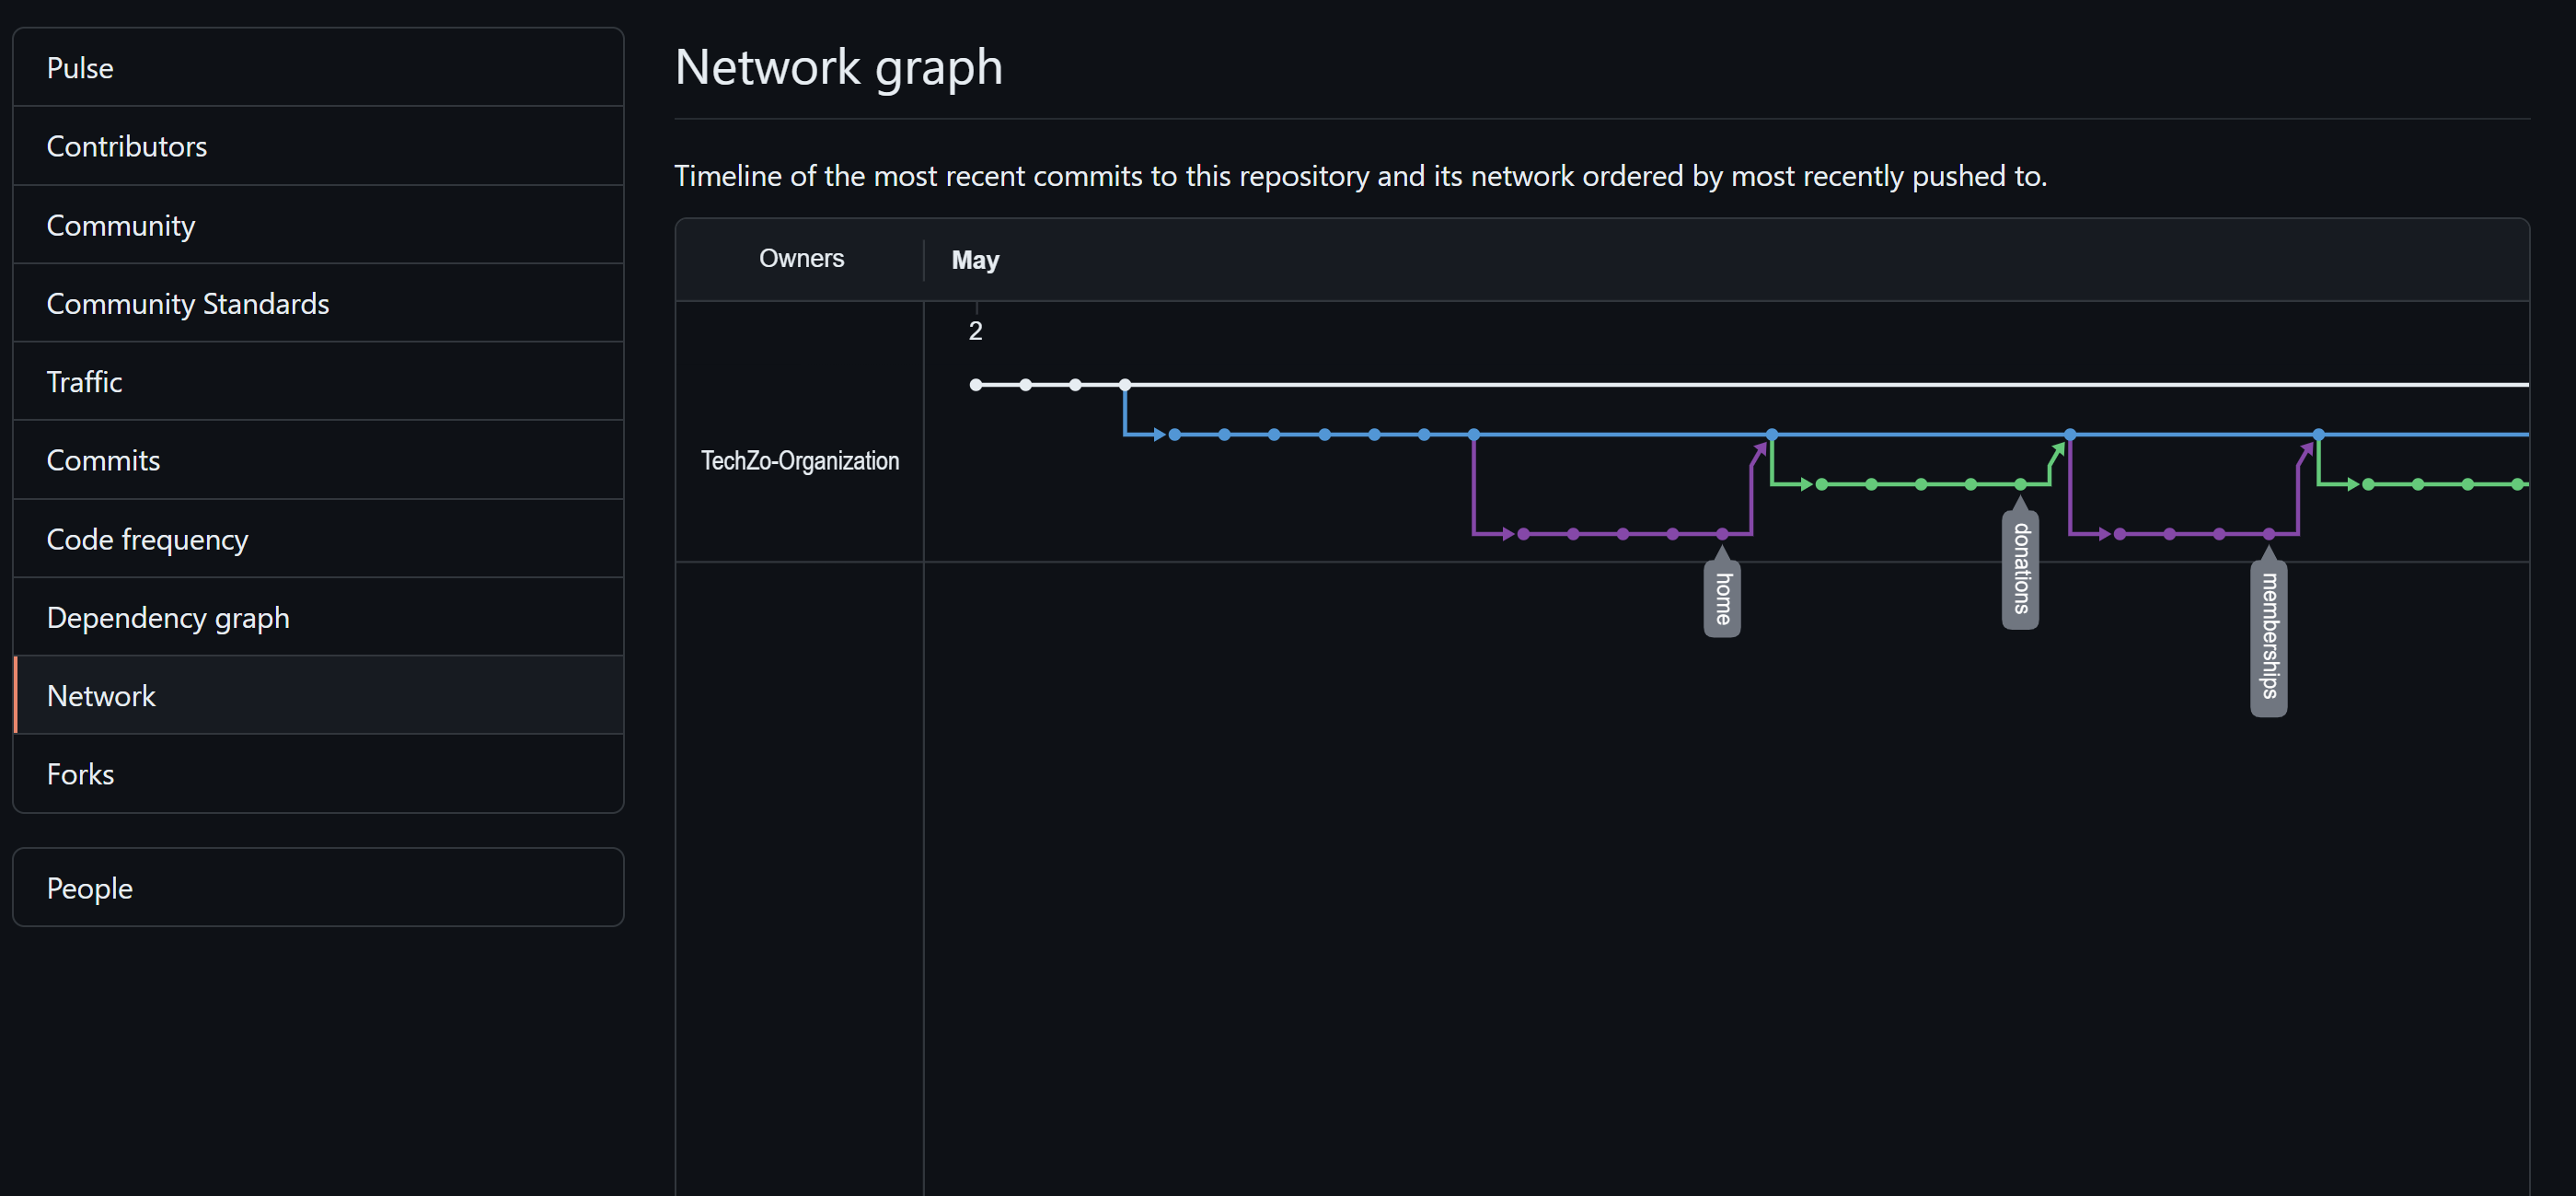 Pulse
Contributors
Community
Community Standards
Traffic
Commits
Code frequency
Dependency graph
Network
Forks
People
Network graph
Timeline of the most recent commits to this repository and its network ordered by most recently pushed to.
Owners
May
2
TechZo-Organization
home
donations
memberships